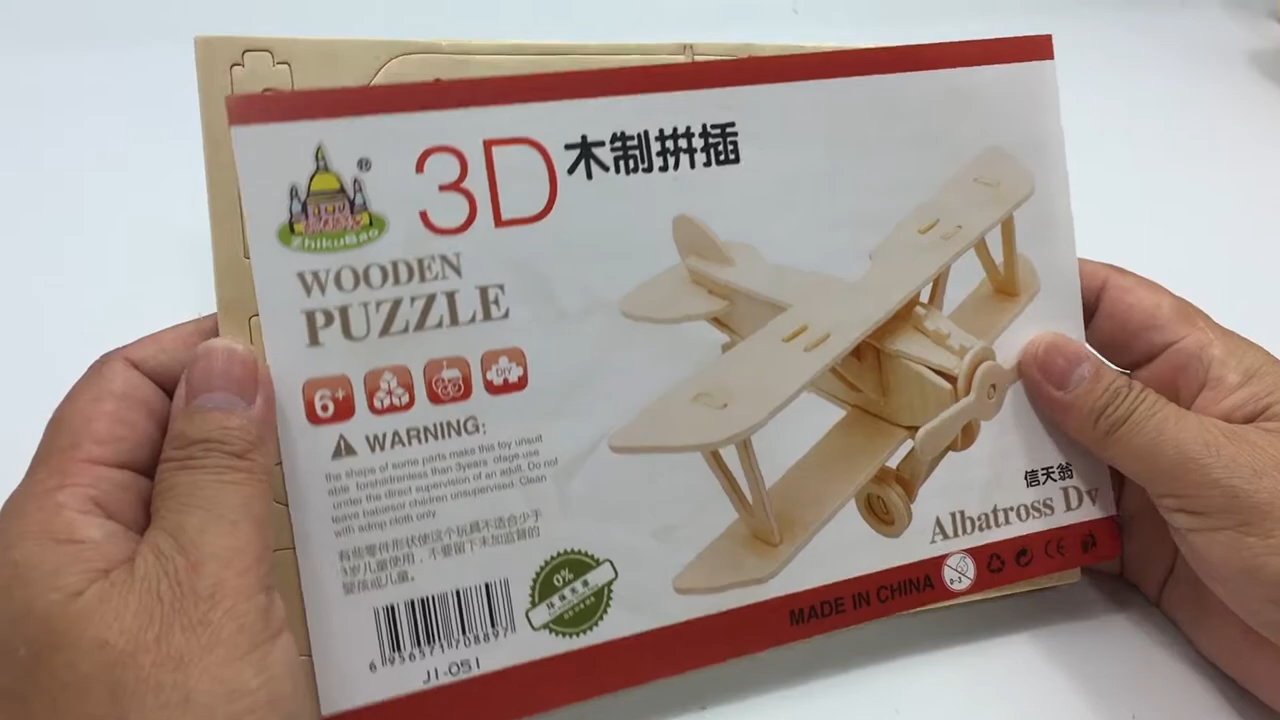 3D 木制拼插
®
ZhikuBao
WOODEN
PUZZLE
6+
DIY
WARNING:
the shape of some parts make this toy unsuit
able forshildrenless than 3years ofage.use
under the direct supervision of an adult. Do not
leave babiesor children unsupervised. Clean
with admp cloth only
有些零件形状使这个玩具不适合少于
3岁儿童使用，不要留下未加监督的
婴孩或儿童。
0%
6 956571 708897
J1-051
信天翁
Albatross Dv
MADE IN CHINA
0-3
CE